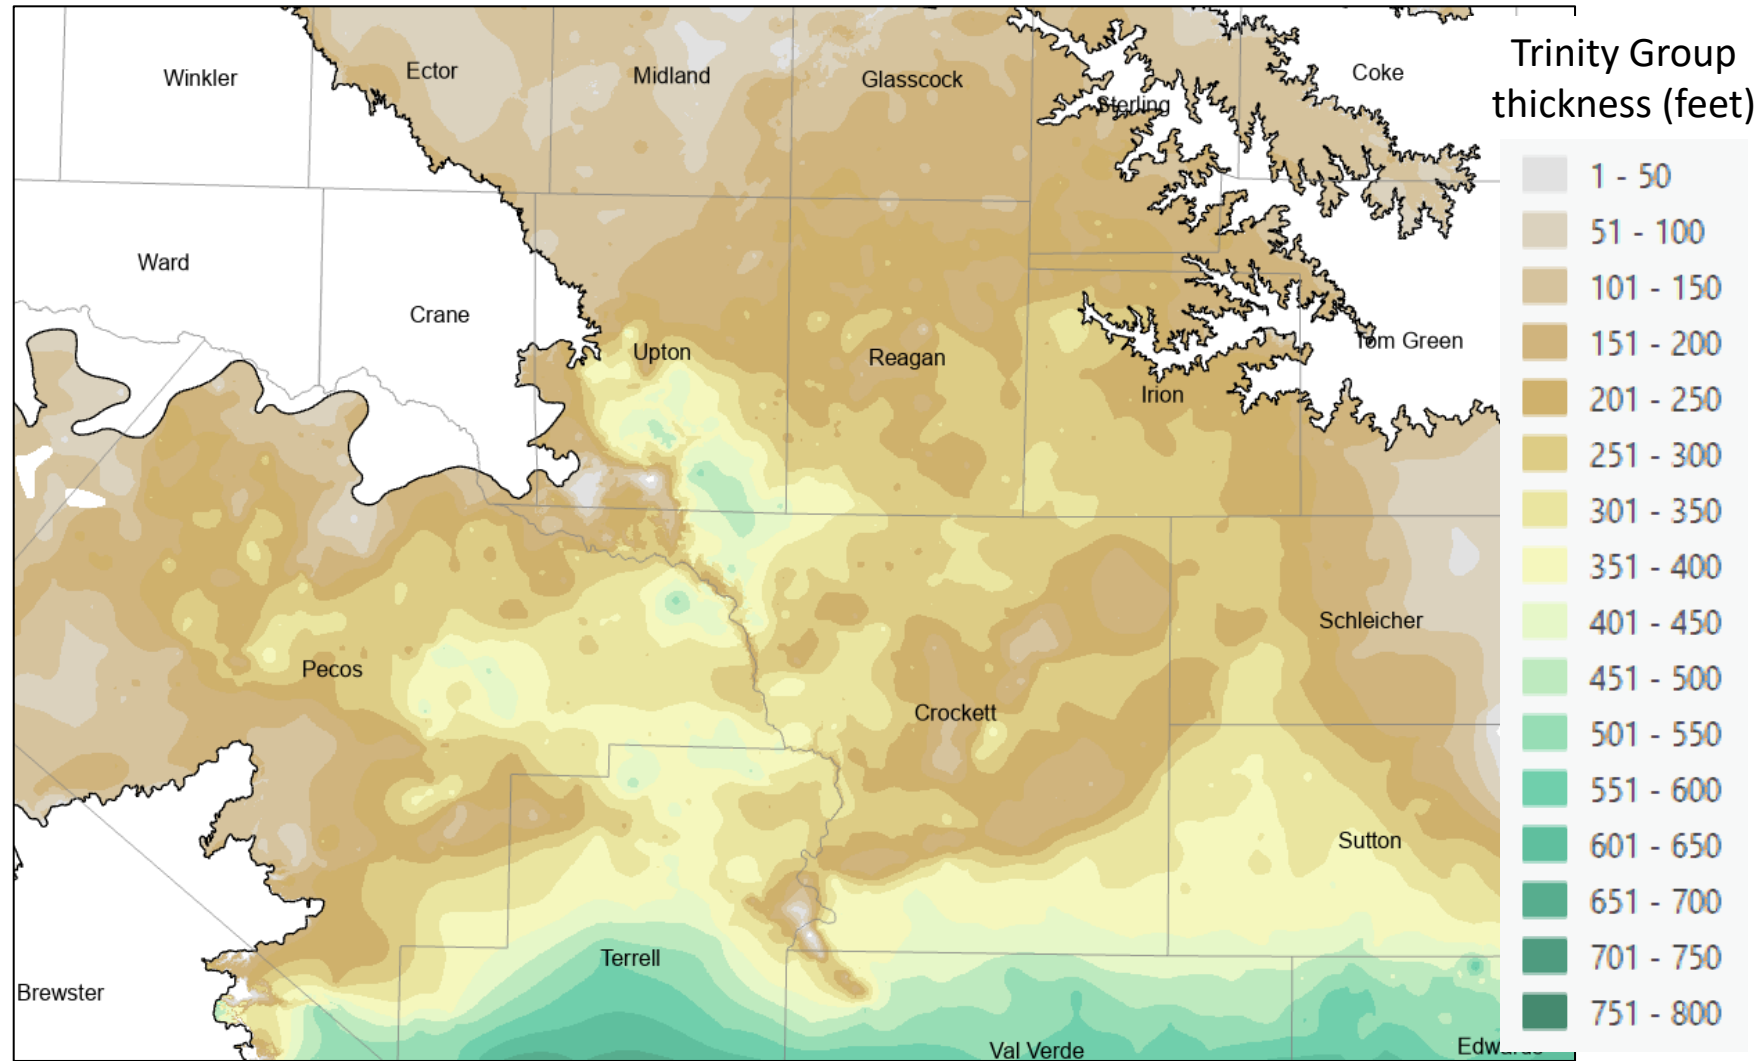 Trinity Group
thickness (feet)
Winkler
Ector
Midland
Glasscock
Coke
Sterling
Ward
Crane
Upton
Reagan
Tom Green
Irion
Schleicher
Pecos
Crockett
Sutton
Terrell
Brewster
Val Verde
Edwards
1 - 50
51 - 100
101 - 150
151 - 200
201 - 250
251 - 300
301 - 350
351 - 400
401 - 450
451 - 500
501 - 550
551 - 600
601 - 650
651 - 700
701 - 750
751 - 800